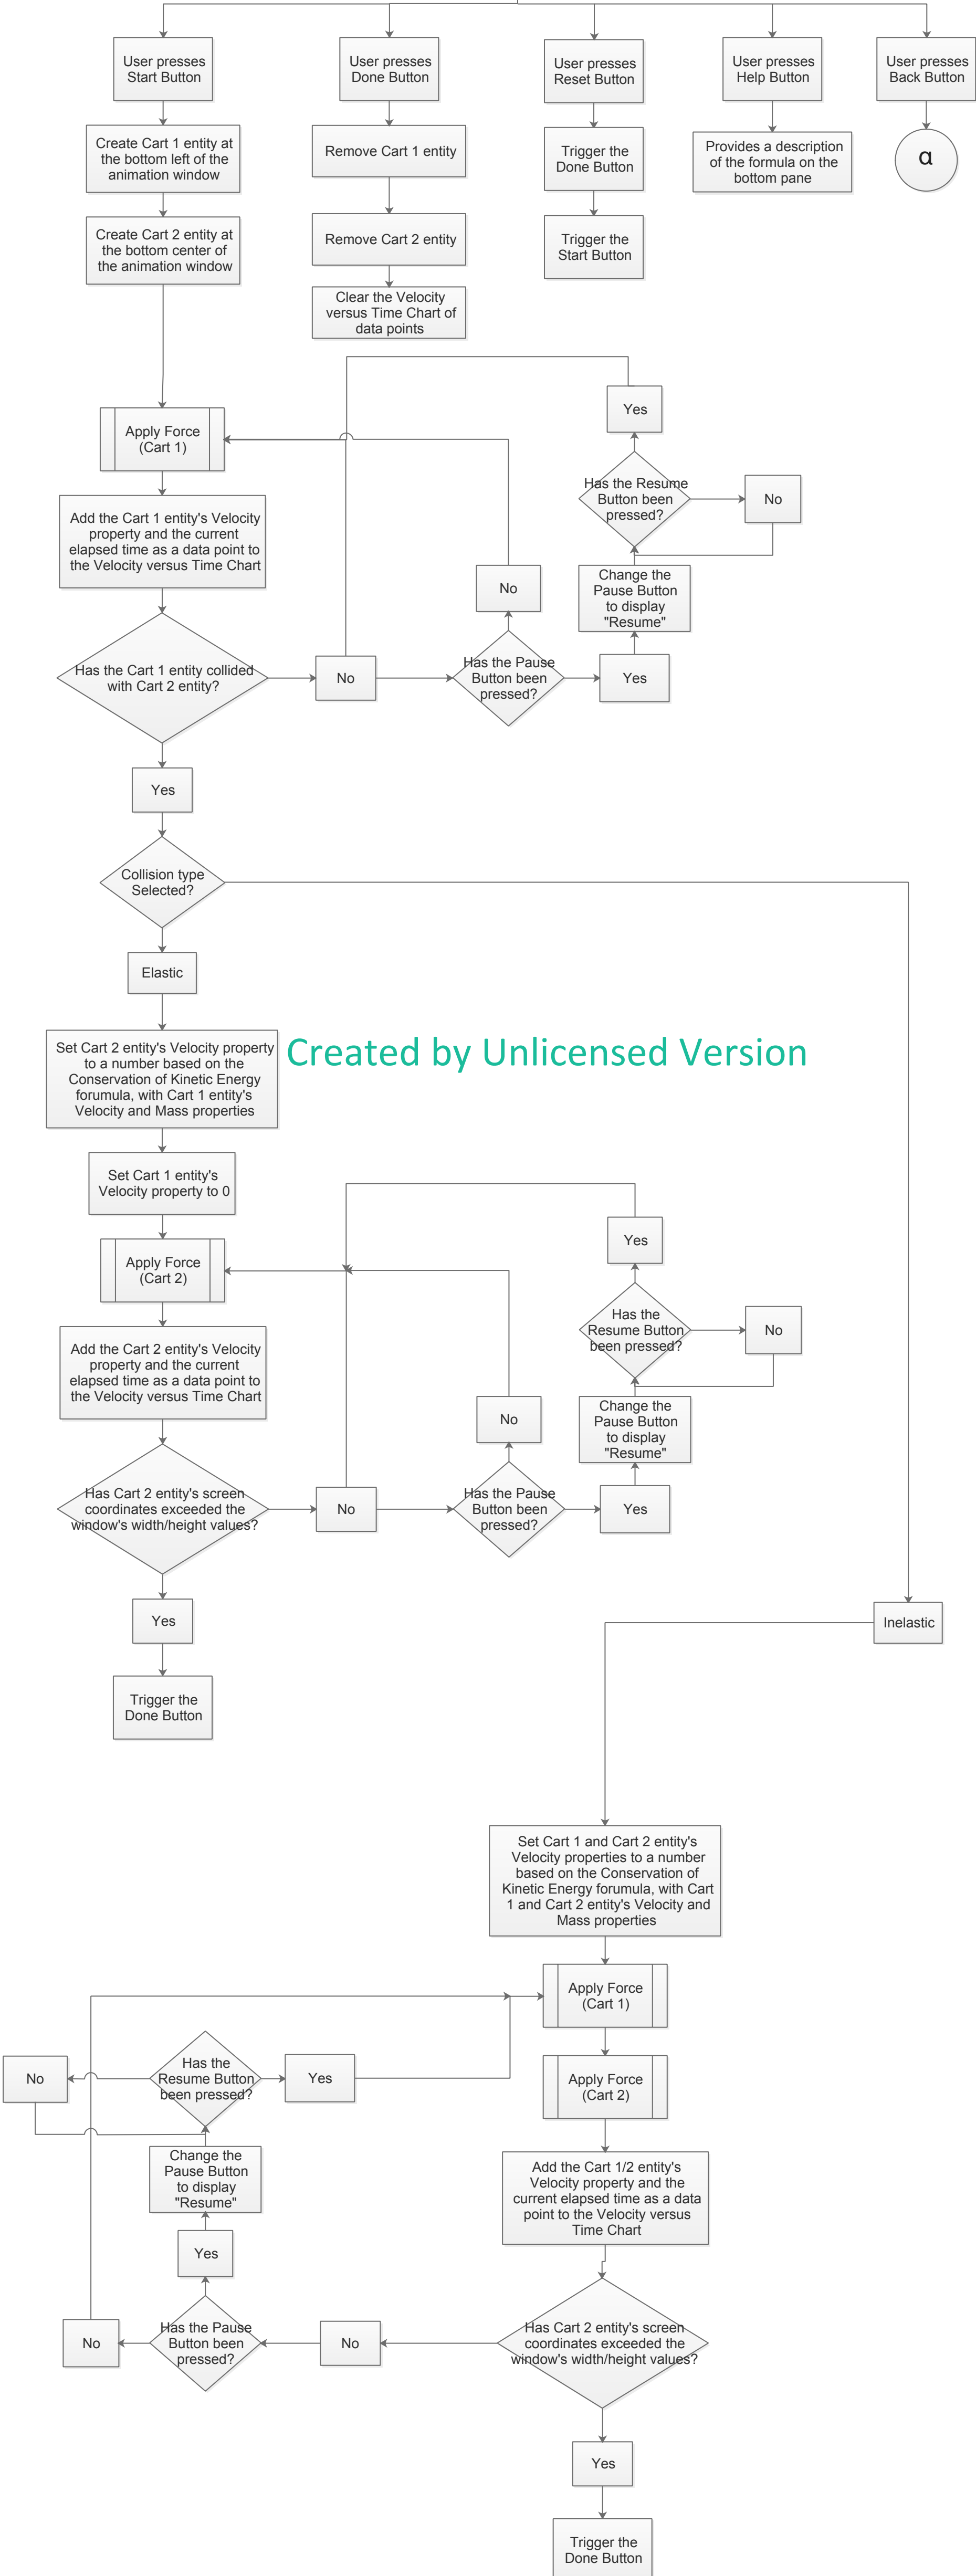 User presses
Start Button
User presses
Done Button
User presses
Reset Button
User presses
Help Button
User presses
Back Button
Create Cart 1 entity at
the bottom left of the
animation window
Remove Cart 1 entity
Trigger the
Done Button
Provides a description
of the formula on the
bottom pane
α
Create Cart 2 entity at
the bottom center of
the animation window
Remove Cart 2 entity
Trigger the
Start Button
Clear the Velocity
versus Time Chart of
data points
Apply Force
(Cart 1)
Yes
Has the Resume
Button been
pressed?
No
Add the Cart 1 entity's Velocity
property and the current
elapsed time as a data point to
the Velocity versus Time Chart
No
Change the
Pause Button
to display
"Resume"
Has the Cart 1 entity collided
with Cart 2 entity?
No
Has the Pause
Button been
pressed?
Yes
Yes
Collision type
Selected?
Elastic
Set Cart 2 entity's Velocity property
to a number based on the
Conservation of Kinetic Energy
forumula, with Cart 1 entity's
Velocity and Mass properties
Created by Unlicensed Version
Set Cart 1 entity's
Velocity property to 0
Yes
Apply Force
(Cart 2)
Has the
Resume Button
been pressed?
No
Add the Cart 2 entity's Velocity
property and the current
elapsed time as a data point to
the Velocity versus Time Chart
No
Change the
Pause Button
to display
"Resume"
Has Cart 2 entity's screen
coordinates exceeded the
window's width/height values?
No
Has the Pause
Button been
pressed?
Yes
Yes
Inelastic
Trigger the
Done Button
Set Cart 1 and Cart 2 entity's
Velocity properties to a number
based on the Conservation of
Kinetic Energy forumula, with Cart
1 and Cart 2 entity's Velocity and
Mass properties
Apply Force
(Cart 1)
No
Has the
Resume Button
been pressed?
Yes
Apply Force
(Cart 2)
Change the
Pause Button
to display
"Resume"
Add the Cart 1/2 entity's
Velocity property and the
current elapsed time as a data
point to the Velocity versus
Time Chart
Yes
No
Has the Pause
Button been
pressed?
No
Has Cart 2 entity's screen
coordinates exceeded the
window's width/height values?
Yes
Trigger the
Done Button